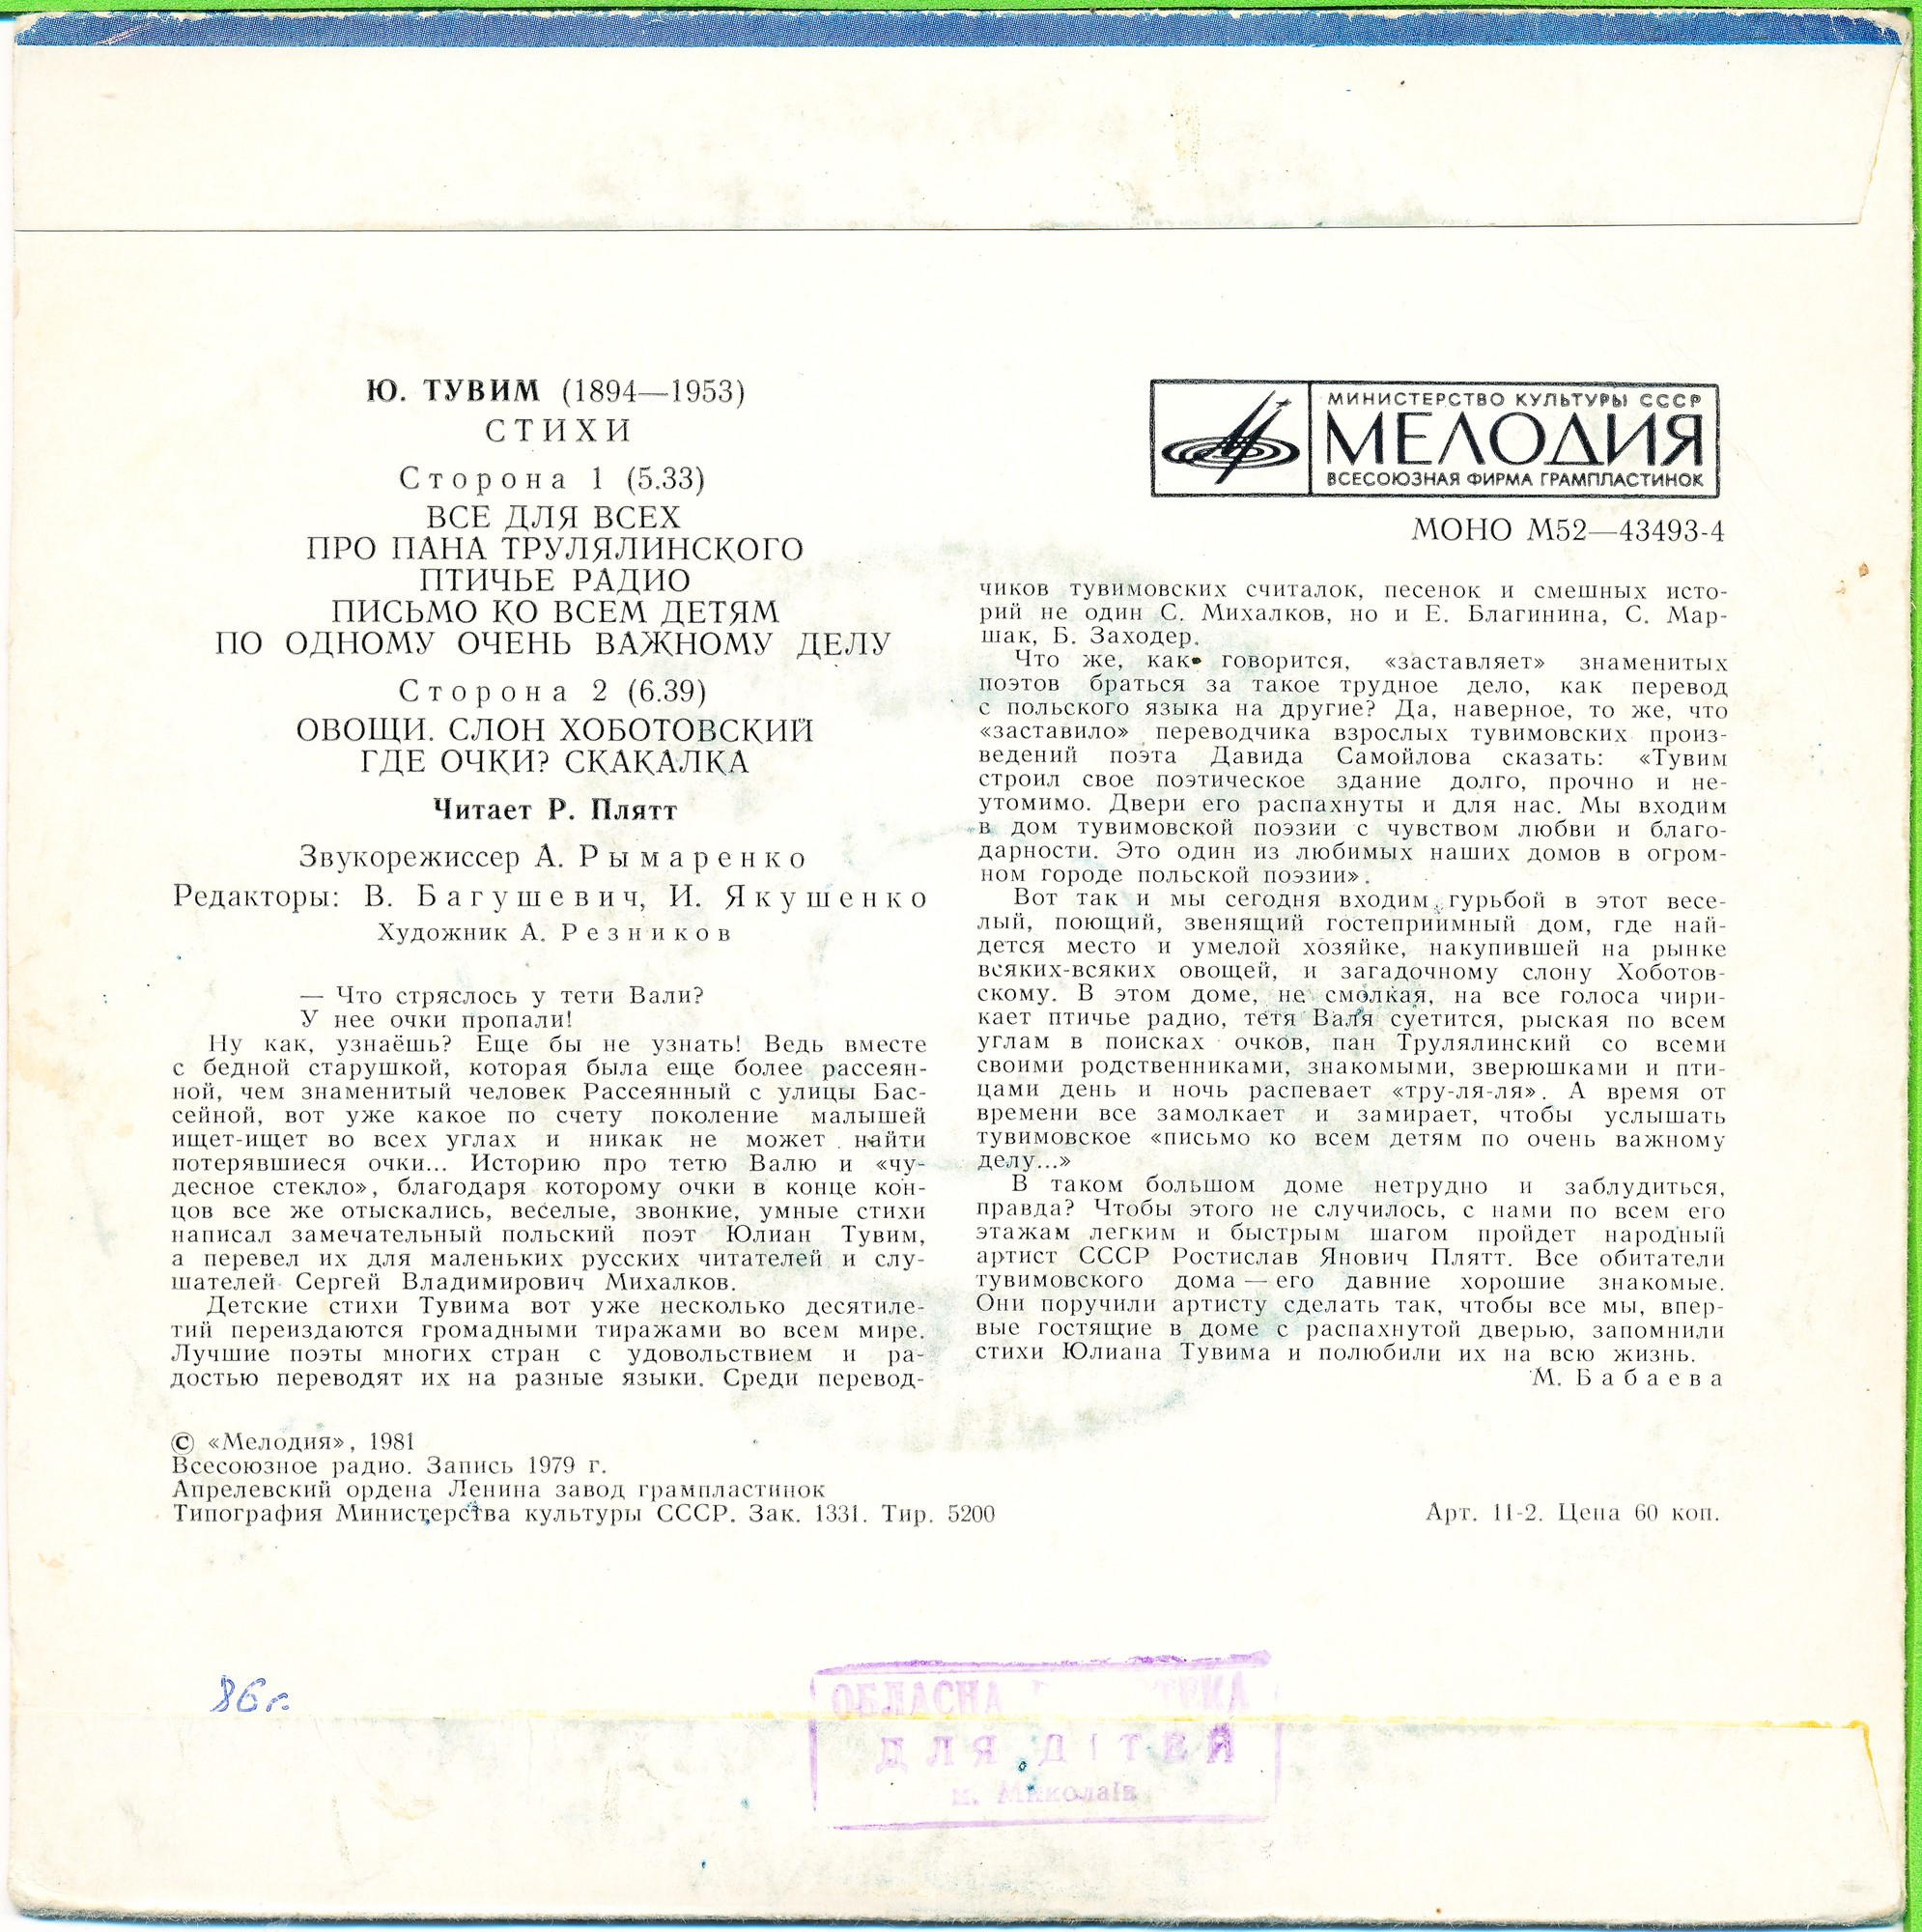 Ю. ТУВИМ (1894—1953)
СТИХИ
Сторона 1 (5.33)
ВСЕ ДЛЯ ВСЕХ
ПРО ПАНА ТРУЛЯЛИНСКОГО
ПТИЧЬЕ РАДИО
ПИСЬМО КО ВСЕМ ДЕТЯМ
ПО ОДНОМУ ОЧЕНЬ ВАЖНОМУ ДЕЛУ
Сторона 2 (6.39)
ОВОЩИ. СЛОН ХОБОТОВСКИЙ
ГДЕ ОЧКИ? СКАКАЛКА
Читает Р. Плятт
Звукорежиссер А. Рымаренко
Редакторы: В. Багушевич, И. Якушенко
Художник А. Резников
— Что стряслось у тети Вали?
У нее очки пропали!
Ну как, узнаёшь? Еще бы не узнать! Ведь вместе
с бедной старушкой, которая была еще более рассеян-
ной, чем знаменитый человек Рассеянный с улицы Бас-
сейной, вот уже какое по счету поколение малышей
ищет-ищет во всех углах и никак не может найти
потерявшиеся очки... Историю про тетю Валю и «чу-
десное стекло», благодаря которому очки в конце кон-
цов все же отыскались, веселые, звонкие, умные стихи
написал замечательный польский поэт Юлиан Тувим,
а перевел их для маленьких русских читателей и слу-
шателей Сергей Владимирович Михалков.
Детские стихи Тувима вот уже несколько десятиле-
тий переиздаются громадными тиражами во всем мире.
Лучшие поэты многих стран с удовольствием и ра-
достью переводят их на разные языки. Среди перевод-
МИНИСТЕРСТВО КУЛЬТУРЫ СССР
МЕЛОДИЯ
ВСЕСОЮЗНАЯ ФИРМА ГРАМПЛАСТИНОК
МОНО М52—43493-4
чиков тувимовских считалок, песенок и смешных исто-
рий не один С. Михалков, но и Е. Благинина, С. Мар-
шак, Б. Заходер.
Что же, как говорится, «заставляет» знаменитых
поэтов браться за такое трудное дело, как перевод
с польского языка на другие? Да, наверное, то же, что
«заставило» переводчика взрослых тувимовских произ-
ведений поэта Давида Самойлова сказать: «Тувим
строил свое поэтическое здание долго, прочно и не-
утомимо. Двери его распахнуты и для нас. Мы входим
в дом тувимовской поэзии с чувством любви и благо-
дарности. Это один из любимых наших домов в огром-
ном городе польской поэзии».
Вот так и мы сегодня входим гурьбой в этот весе-
лый, поющий, звенящий гостеприимный дом, где най-
дется место и умелой хозяйке, накупившей на рынке
всяких-всяких овощей, и загадочному слону Хоботов-
скому. В этом доме, не смолкая, на все голоса чири-
кает птичье радио, тетя Валя суетится, рыская по всем
углам в поисках очков, пан Трулялинский со всеми
своими родственниками, знакомыми, зверюшками и пти-
цами день и ночь распевает «тру-ля-ля». А время от
времени все замолкает и замирает, чтобы услышать
тувимовское «письмо ко всем детям по очень важному
делу...»
В таком большом доме нетрудно и заблудиться,
правда? Чтобы этого не случилось, с нами по всем его
этажам легким и быстрым шагом пройдет народный
артист СССР Ростислав Янович Плятт. Все обитатели
тувимовского дома — его давние хорошие знакомые.
Они поручили артисту сделать так, чтобы все мы, впер-
вые гостящие в доме с распахнутой дверью, запомнили
стихи Юлиана Тувима и полюбили их на всю жизнь.
М. Бабаева
© «Мелодия», 1981
Всесоюзное радио. Запись 1979 г.
Апрелевский ордена Ленина завод грампластинок
Типография Министерства культуры СССР. Зак. 1331. Тир. 5200
Арт. 11-2. Цена 60 коп.
86 г.
ОБЛАСНА
ДЛЯ ДІТЕЙ
м. Миколаїв